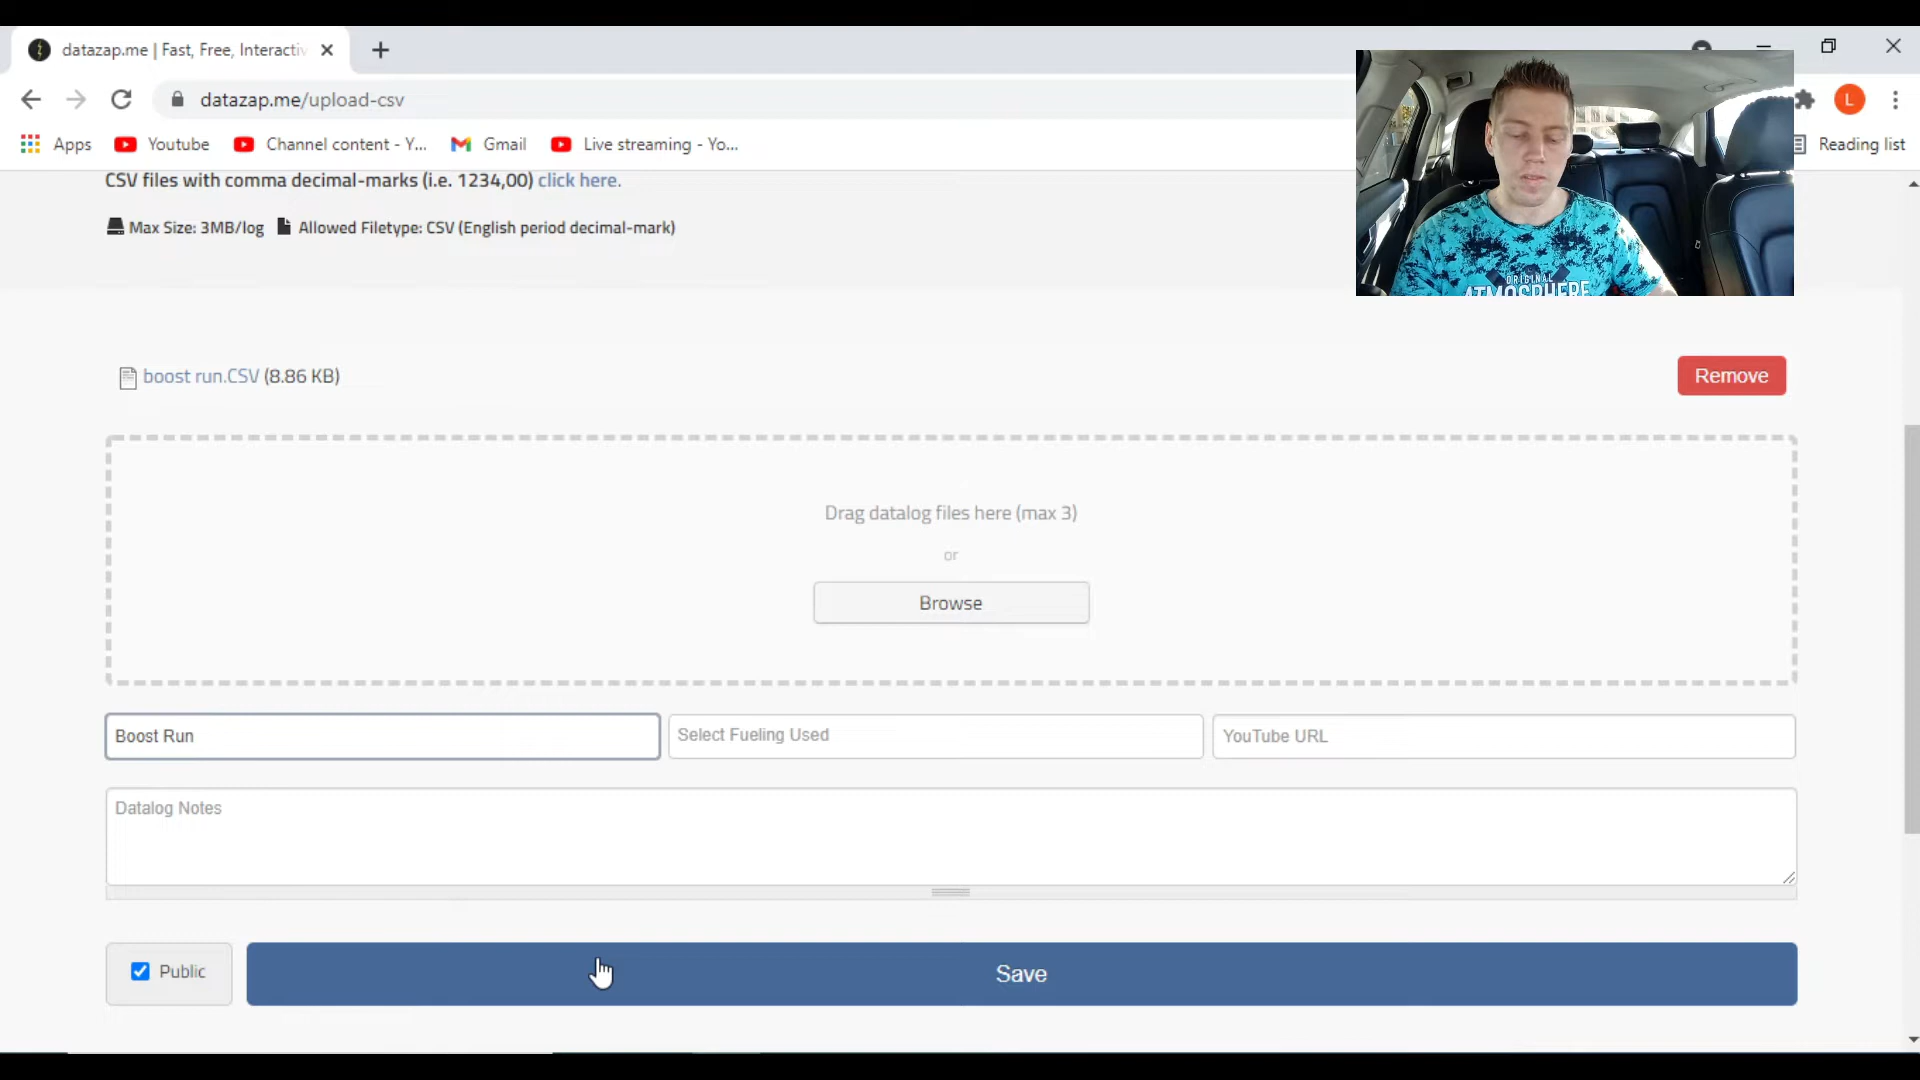 datazap.me | Fast, Free, Interactiv
datazap.me/upload-csv
L
Apps
Youtube
Channel content - Y...
Gmail
Live streaming - Yo...
Reading list
CSV files with comma decimal-marks (i.e. 1234,00) click here.
Max Size: 3MB/log Allowed Filetype: CSV (English period decimal-mark)
ORIGINAL
ATMOSPHERE
boost run.CSV (8.86 KB)
Remove
Drag datalog files here (max 3)
or
Browse
Boost Run
Select Fueling Used
YouTube URL
Datalog Notes
Public
Save